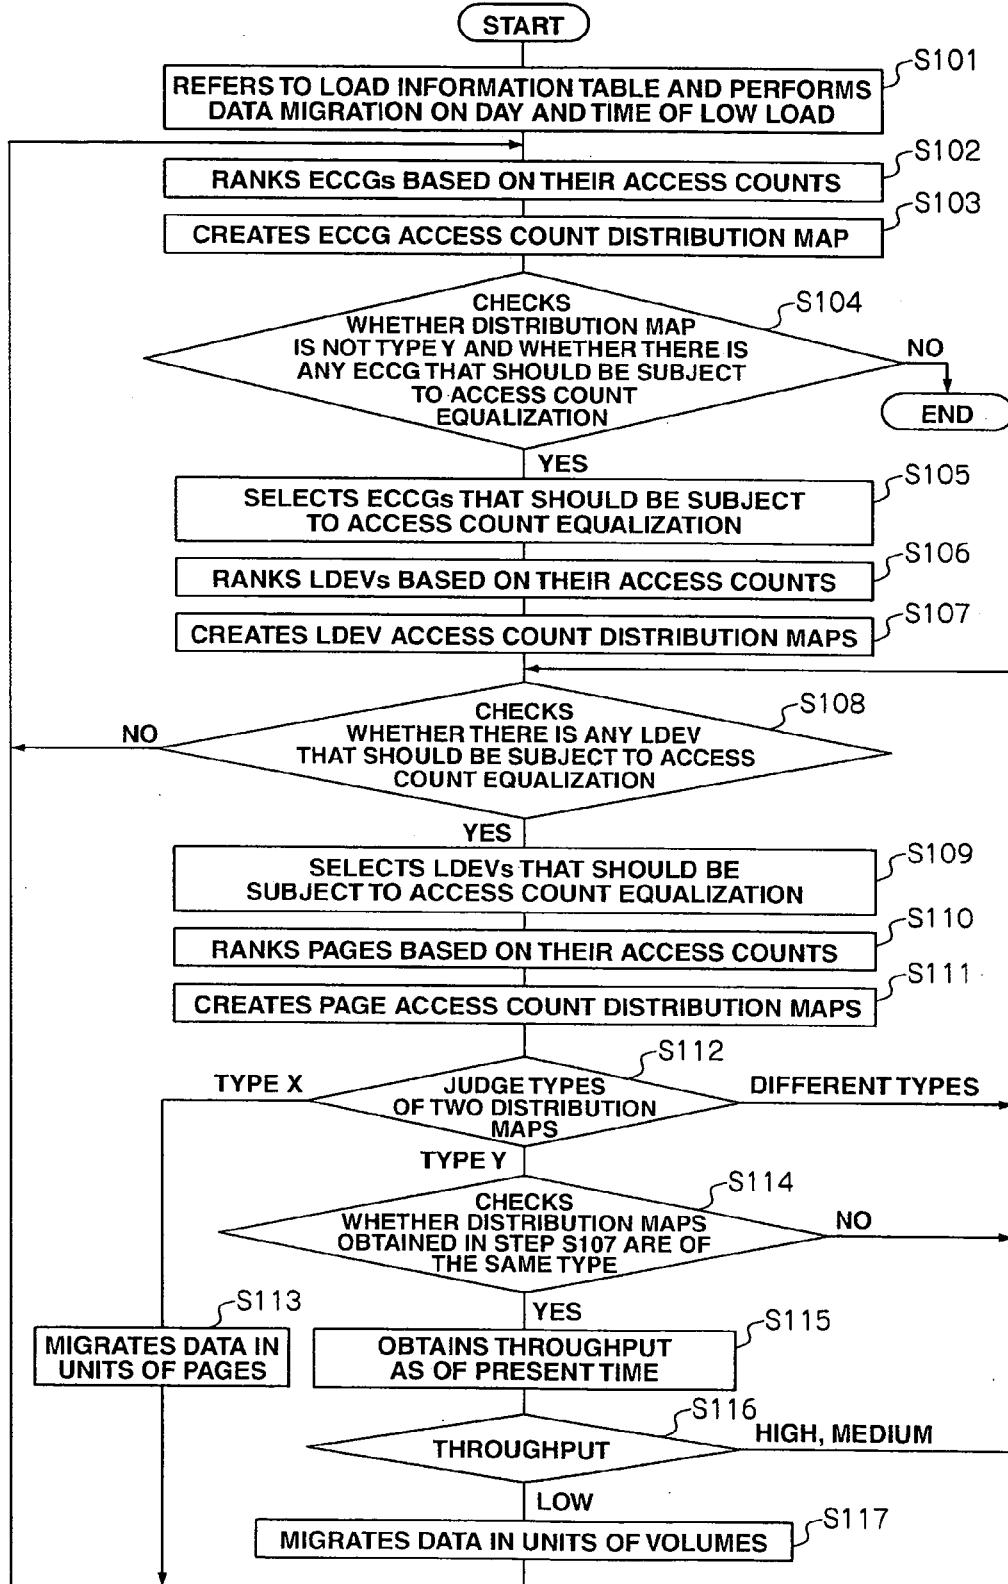 START
S101
REFERS TO LOAD INFORMATION TABLE AND PERFORMS
DATA MIGRATION ON DAY AND TIME OF LOW LOAD
S102
RANKS ECCGs BASED ON THEIR ACCESS COUNTS
S103
CREATES ECCG ACCESS COUNT DISTRIBUTION MAP
S104
CHECKS
WHETHER DISTRIBUTION MAP
IS NOT TYPE Y AND WHETHER THERE IS
ANY ECCG THAT SHOULD BE SUBJECT
TO ACCESS COUNT
EQUALIZATION
NO
END
YES
S105
SELECTS ECCGs THAT SHOULD BE SUBJECT
TO ACCESS COUNT EQUALIZATION
S106
RANKS LDEVs BASED ON THEIR ACCESS COUNTS
S107
CREATES LDEV ACCESS COUNT DISTRIBUTION MAPS
S108
CHECKS
WHETHER THERE IS ANY LDEV
THAT SHOULD BE SUBJECT TO ACCESS
COUNT EQUALIZATION
NO
YES
S109
SELECTS LDEVs THAT SHOULD BE
SUBJECT TO ACCESS COUNT EQUALIZATION
S110
RANKS PAGES BASED ON THEIR ACCESS COUNTS
S111
CREATES PAGE ACCESS COUNT DISTRIBUTION MAPS
S112
TYPE X
JUDGE TYPES
OF TWO DISTRIBUTION
MAPS
DIFFERENT TYPES
TYPE Y
S114
CHECKS
WHETHER DISTRIBUTION MAPS
OBTAINED IN STEP S107 ARE OF
THE SAME TYPE
NO
YES
S113
MIGRATES DATA IN
UNITS OF PAGES
S115
OBTAINS THROUGHPUT
AS OF PRESENT TIME
S116
THROUGHPUT
HIGH, MEDIUM
LOW
S117
MIGRATES DATA IN UNITS OF VOLUMES